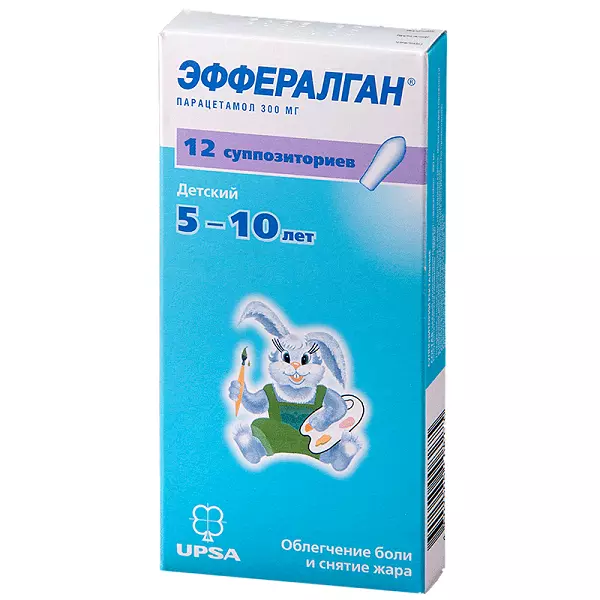 ЭФФЕРАЛГАН®
ПАРАЦЕТАМОЛ 300 МГ
12 суппозиториев
Детский
5 – 10 лет
UPSA
Облегчение боли
и снятие жара